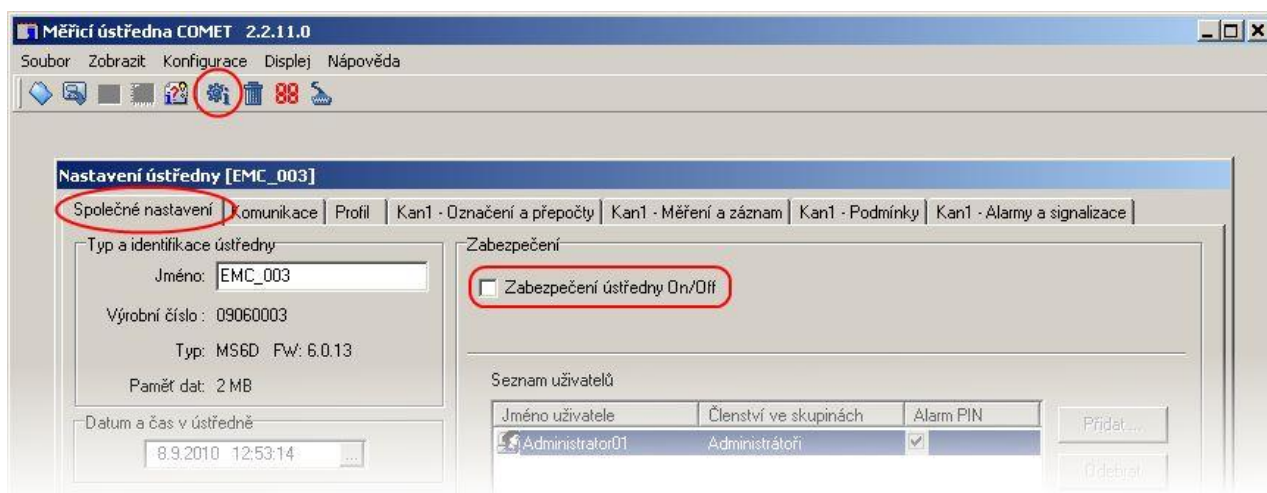 Měřicí ústředna COMET 2.2.11.0
Soubor Zobrazit Konfigurace Displej Nápověda
88
Nastavení ústředny [EMC_003]
Společné nastavení Komunikace Profil Kan1 - Označení a přepočty Kan1 - Měření a záznam Kan1 - Podmínky Kan1 - Alarmy a signalizace
Typ a identifikace ústředny
Jméno: EMC_003
Výrobní číslo : 09060003
Typ: MS6D FW: 6.0.13
Paměť dat: 2 MB
Datum a čas v ústředně
8.9.2010 12:53:14 ...
Zabezpečení
Zabezpečení ústředny On/Off
Seznam uživatelů
Jméno uživatele Členství ve skupinách Alarm PIN
Administrator01 Administrátoři
Přidat...
Odebrat